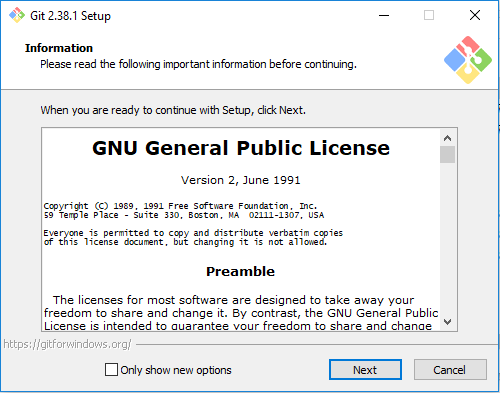 Git 2.38.1 Setup
Information
Please read the following important information before continuing.
When you are ready to continue with Setup, click Next.
GNU General Public License
Version 2, June 1991
Copyright (C) 1989, 1991 Free Software Foundation, Inc.
59 Temple Place - Suite 330, Boston, MA  02111-1307, USA
Everyone is permitted to copy and distribute verbatim copies
of this license document, but changing it is not allowed.
Preamble
The licenses for most software are designed to take away your
freedom to share and change it. By contrast, the GNU General Public
License is intended to guarantee your freedom to share and change
https://gitforwindows.org/
Only show new options
Next
Cancel